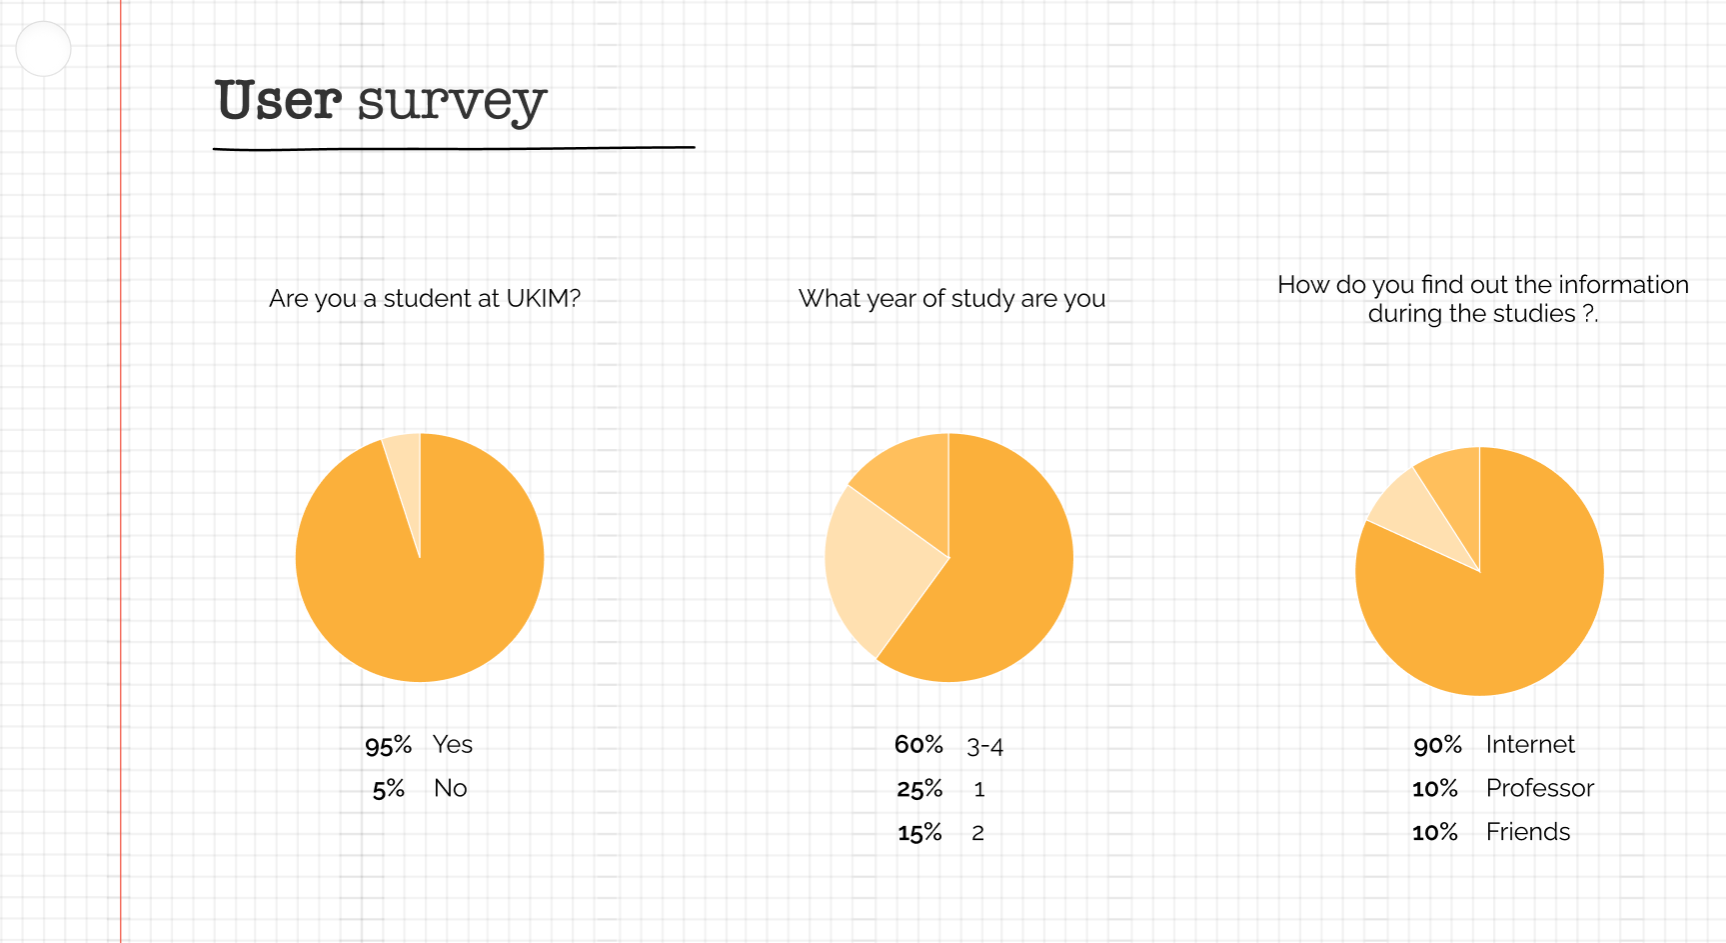 User survey
Are you a student at UKIM?
95% Yes
5% No
What year of study are you
60% 3-4
25% 1
15% 2
How do you find out the information
during the studies ?.
90% Internet
10% Professor
10% Friends